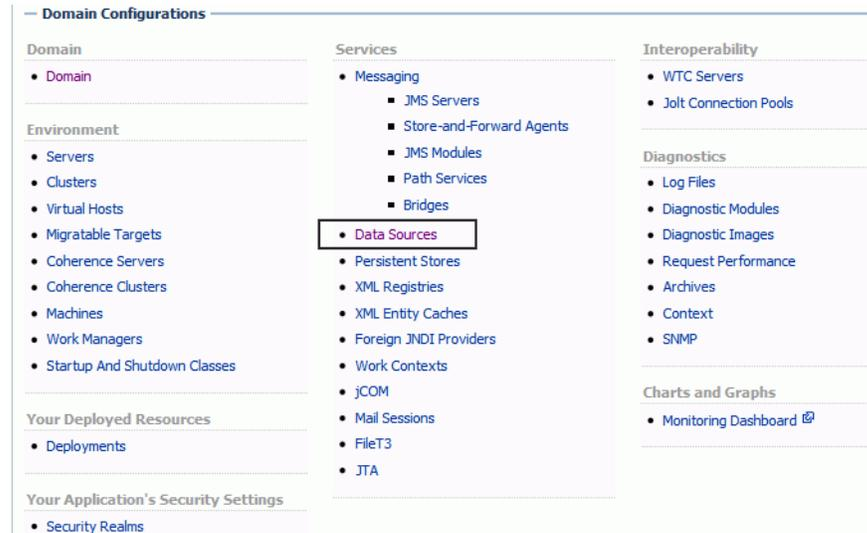 Domain Configurations
Domain
Domain
Environment
Servers
Clusters
Virtual Hosts
Migratable Targets
Coherence Servers
Coherence Clusters
Machines
Work Managers
Startup And Shutdown Classes
Your Deployed Resources
Deployments
Your Application's Security Settings
Security Realms
Services
Messaging
JMS Servers
Store-and-Forward Agents
JMS Modules
Path Services
Bridges
Data Sources
Persistent Stores
XML Registries
XML Entity Caches
Foreign JNDI Providers
Work Contexts
jCOM
Mail Sessions
FileT3
JTA
Interoperability
WTC Servers
Jolt Connection Pools
Diagnostics
Log Files
Diagnostic Modules
Diagnostic Images
Request Performance
Archives
Context
SNMP
Charts and Graphs
Monitoring Dashboard